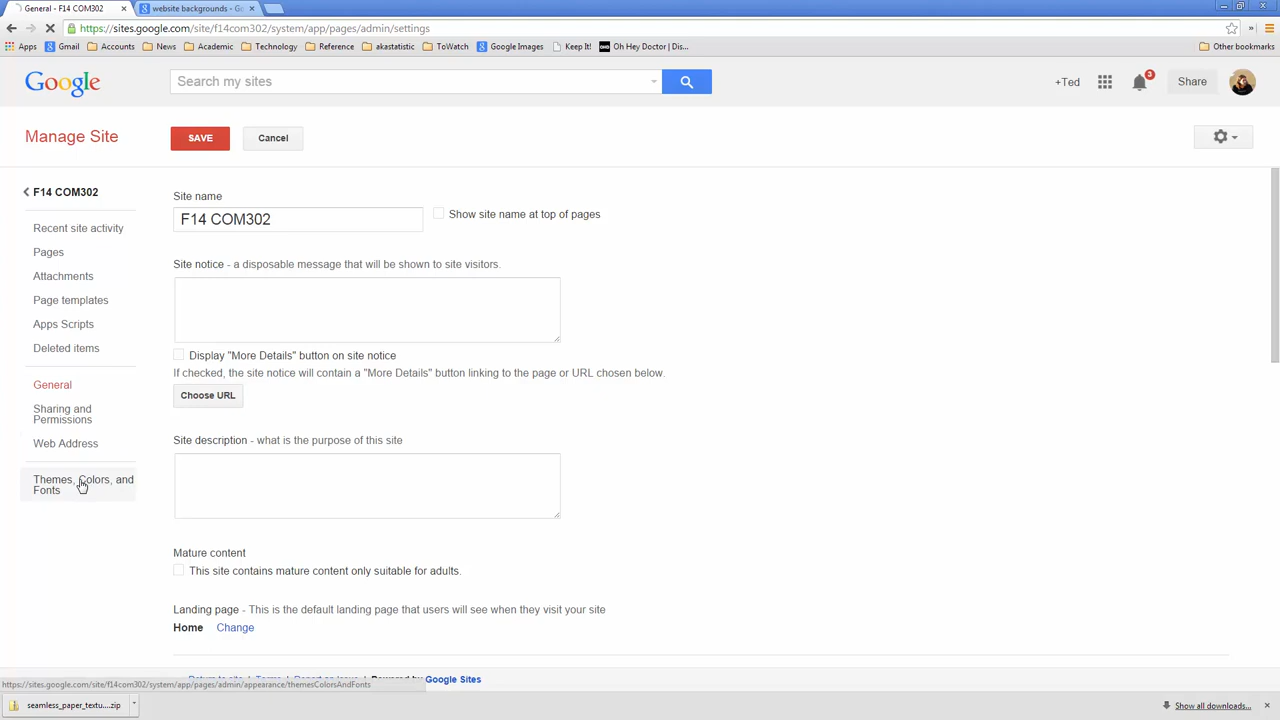 General - F14 COM302
website backgrounds - Go
https://sites.google.com/site/f14com302/system/app/pages/admin/settings
Apps Gmail Accounts News Academic Technology Reference akastatistic ToWatch Google Images Keep It! Oh Hey Doctor | Dis... Other bookmarks
Google
Search my sites
+Ted
3
Share
Manage Site
SAVE
Cancel
F14 COM302
Recent site activity
Pages
Attachments
Page templates
Apps Scripts
Deleted items
General
Sharing and
Permissions
Web Address
Themes, Colors, and
Fonts
Site name
F14 COM302
Show site name at top of pages
Site notice - a disposable message that will be shown to site visitors.
Display "More Details" button on site notice
If checked, the site notice will contain a "More Details" button linking to the page or URL chosen below.
Choose URL
Site description - what is the purpose of this site
Mature content
This site contains mature content only suitable for adults.
Landing page - This is the default landing page that users will see when they visit your site
Home Change
Return to site | Terms | Report an Issue | Powered by Google Sites
https://sites.google.com/site/f14com302/system/app/pages/admin/appearance/themesColorsAndFonts
seamless_paper_textu....zip
Show all downloads...